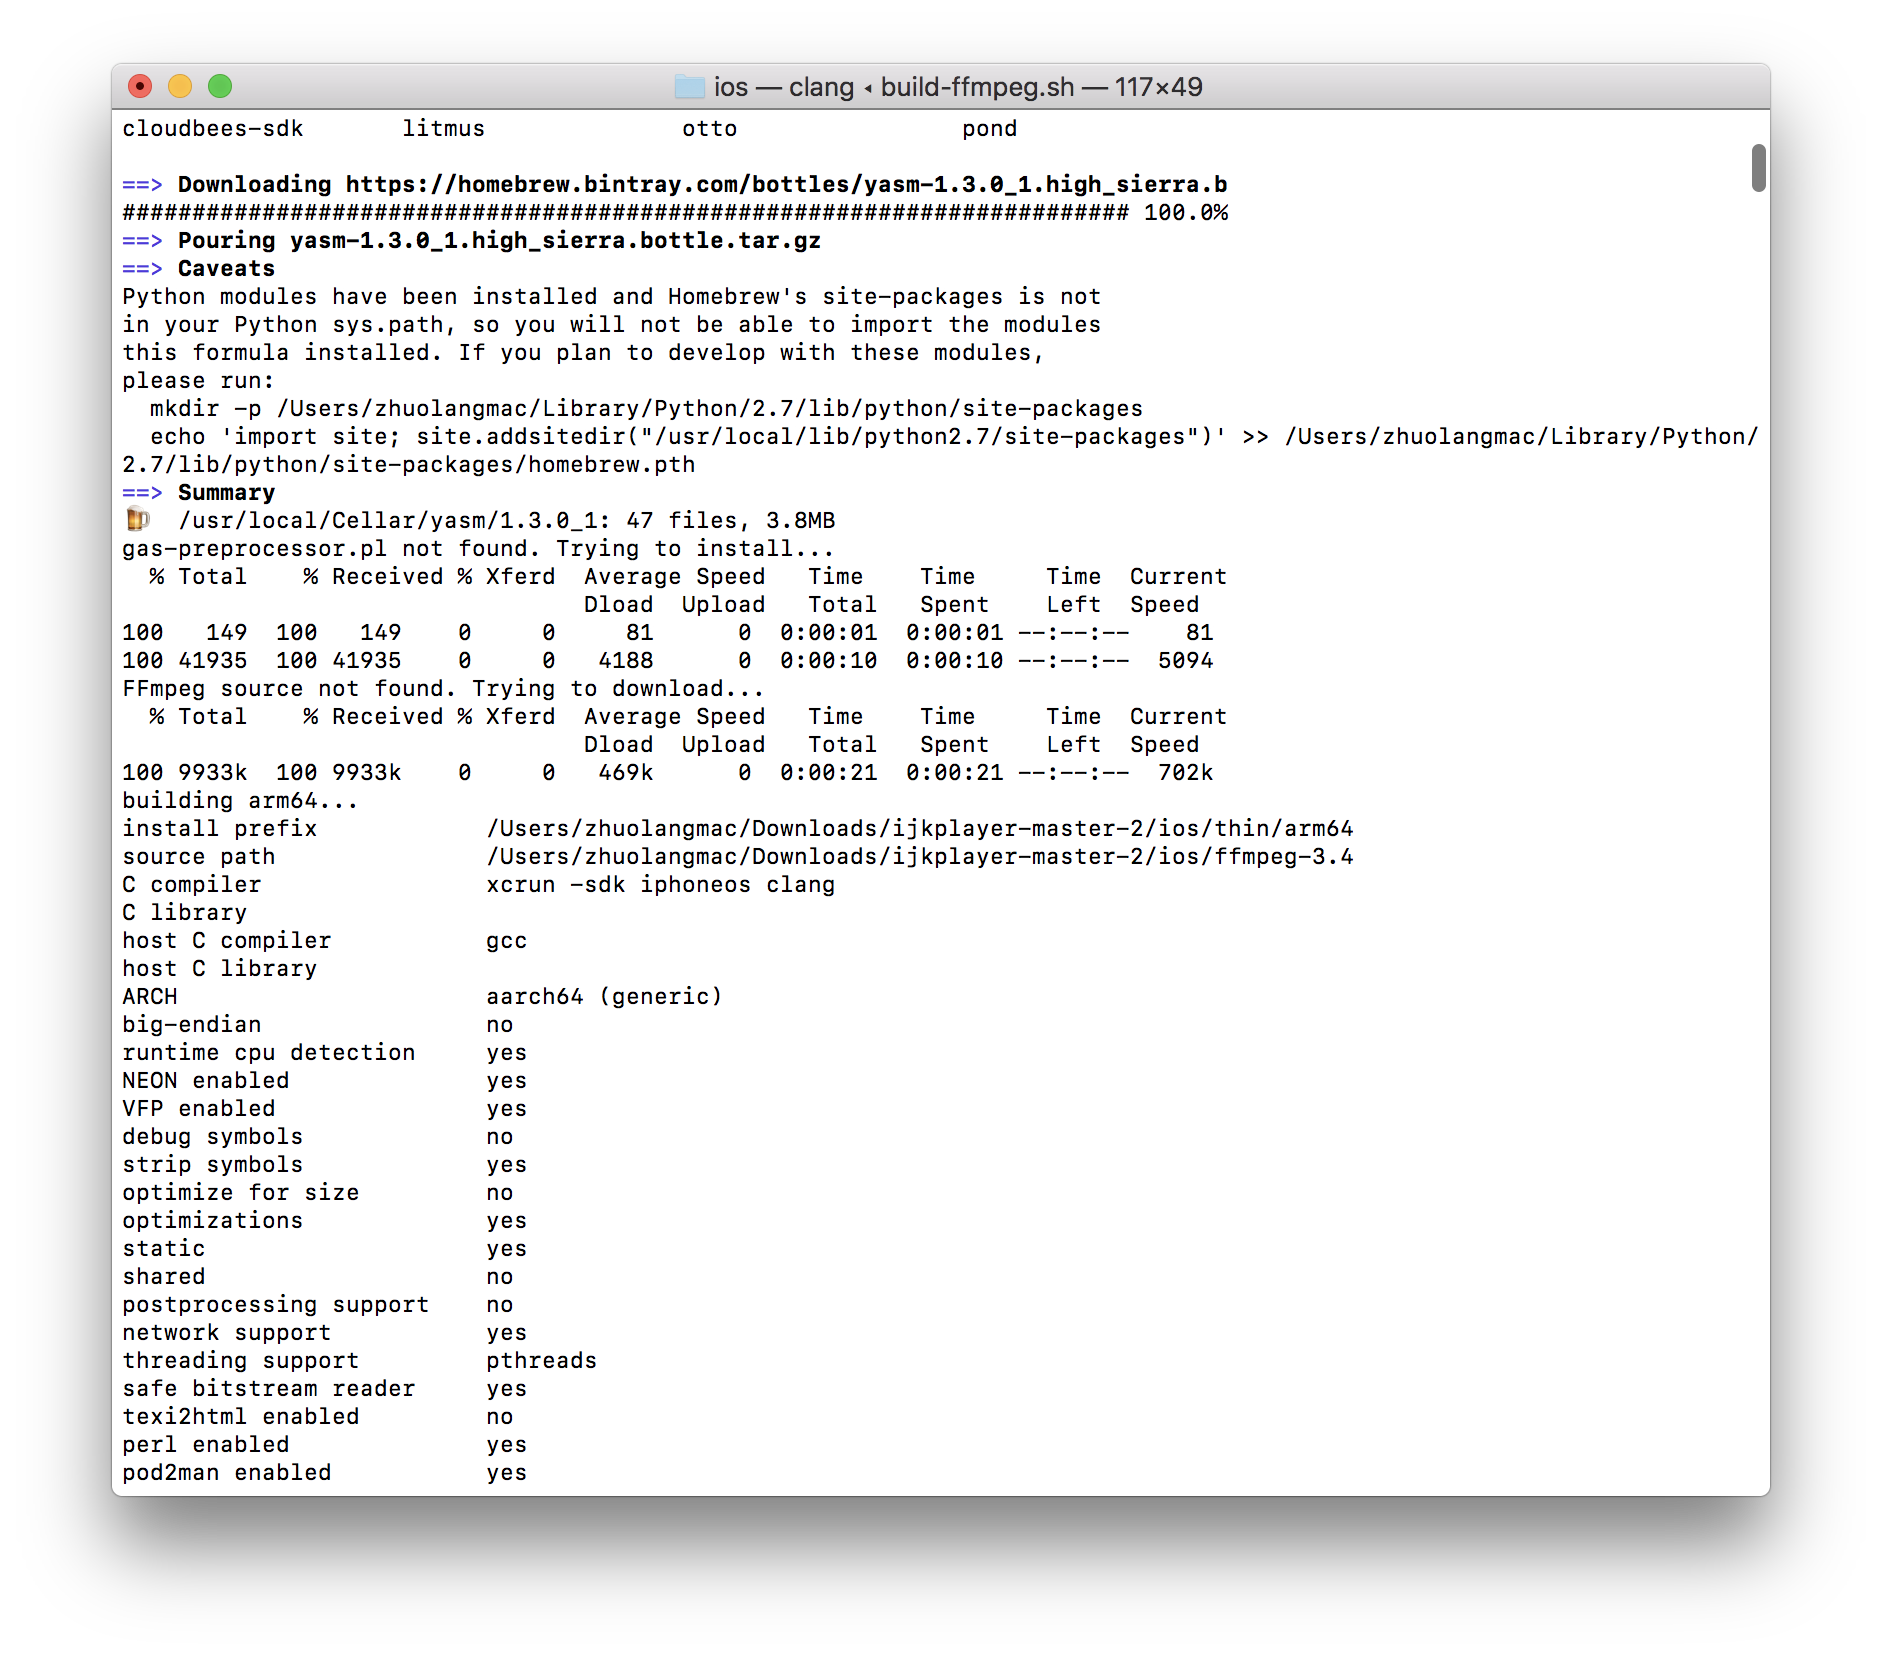 ios — clang ◂ build-ffmpeg.sh — 117×49
cloudbees-sdk       litmus              otto                pond
==> Downloading https://homebrew.bintray.com/bottles/yasm-1.3.0_1.high_sierra.b
######################################################################## 100.0%
==> Pouring yasm-1.3.0_1.high_sierra.bottle.tar.gz
==> Caveats
Python modules have been installed and Homebrew's site-packages is not
in your Python sys.path, so you will not be able to import the modules
this formula installed. If you plan to develop with these modules,
please run:
  mkdir -p /Users/zhuolangmac/Library/Python/2.7/lib/python/site-packages
  echo 'import site; site.addsitedir("/usr/local/lib/python2.7/site-packages")' >> /Users/zhuolangmac/Library/Python/
2.7/lib/python/site-packages/homebrew.pth
==> Summary
🍺  /usr/local/Cellar/yasm/1.3.0_1: 47 files, 3.8MB
gas-preprocessor.pl not found. Trying to install...
  % Total    % Received % Xferd  Average Speed   Time    Time     Time  Current
                                 Dload  Upload   Total   Spent    Left  Speed
100   149  100   149    0     0     81      0  0:00:01  0:00:01 --:--:--    81
100 41935  100 41935    0     0   4188      0  0:00:10  0:00:10 --:--:--  5094
FFmpeg source not found. Trying to download...
  % Total    % Received % Xferd  Average Speed   Time    Time     Time  Current
                                 Dload  Upload   Total   Spent    Left  Speed
100 9933k  100 9933k    0     0   469k      0  0:00:21  0:00:21 --:--:--  702k
building arm64...
install prefix            /Users/zhuolangmac/Downloads/ijkplayer-master-2/ios/thin/arm64
source path               /Users/zhuolangmac/Downloads/ijkplayer-master-2/ios/ffmpeg-3.4
C compiler                xcrun -sdk iphoneos clang
C library
host C compiler           gcc
host C library
ARCH                      aarch64 (generic)
big-endian                no
runtime cpu detection     yes
NEON enabled              yes
VFP enabled               yes
debug symbols             no
strip symbols             yes
optimize for size         no
optimizations             yes
static                    yes
shared                    no
postprocessing support    no
network support           yes
threading support         pthreads
safe bitstream reader     yes
texi2html enabled         no
perl enabled              yes
pod2man enabled           yes